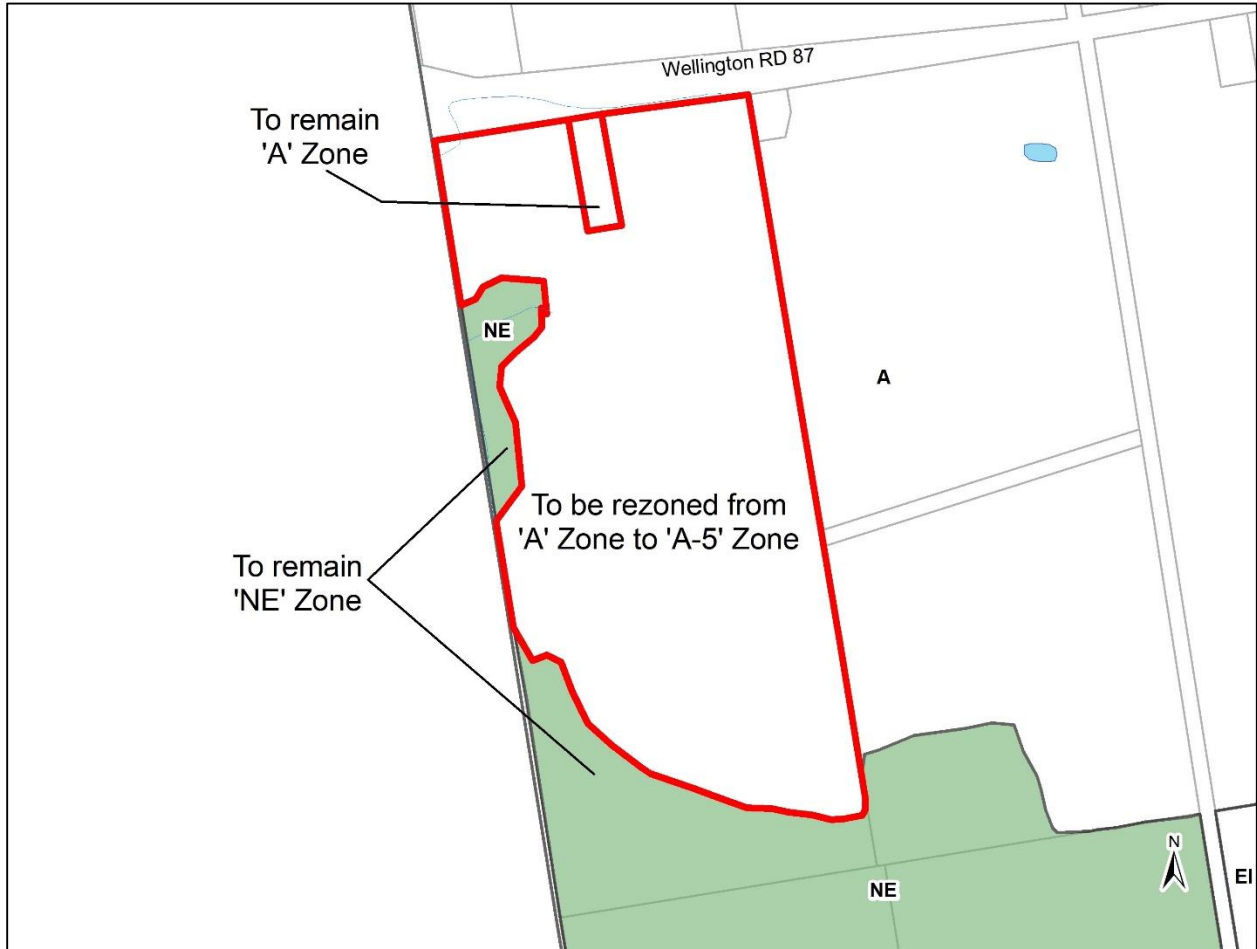 Wellington RD 87
To remain
'A' Zone
NE
A
To be rezoned from
'A' Zone to 'A-5' Zone
To remain
'NE' Zone
N
EI
NE